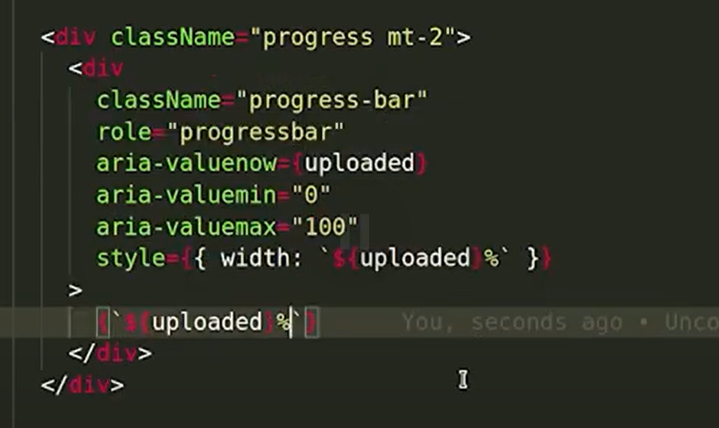 <div className="progress mt-2">
<div
className="progress-bar"
role="progressbar"
aria-valuenow={uploaded}
aria-valuemin="0"
aria-valuemax="100"
style={{ width: `${uploaded}%` }}
>
{`${uploaded}%`} You, seconds ago • Unco
</div>
</div>